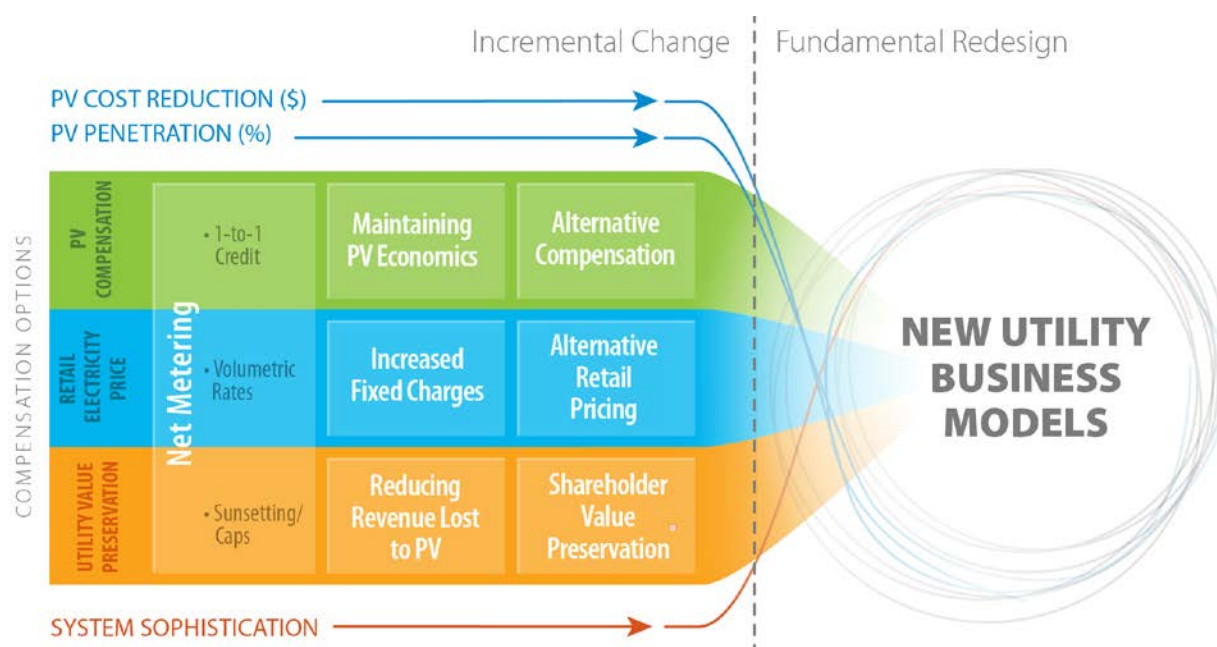 Incremental Change
Fundamental Redesign
PV COST REDUCTION ($)
PV PENETRATION (%)
COMPENSATION OPTIONS
PV
COMPENSATION
RETAIL
ELECTRICITY
PRICE
UTILITY VALUE
PRESERVATION
Net Metering
• 1-to-1
Credit
• Volumetric
Rates
• Sunsetting/
Caps
Maintaining
PV Economics
Alternative
Compensation
Increased
Fixed Charges
Alternative
Retail
Pricing
Reducing
Revenue Lost
to PV
Shareholder
Value
Preservation
NEW UTILITY
BUSINESS
MODELS
SYSTEM SOPHISTICATION